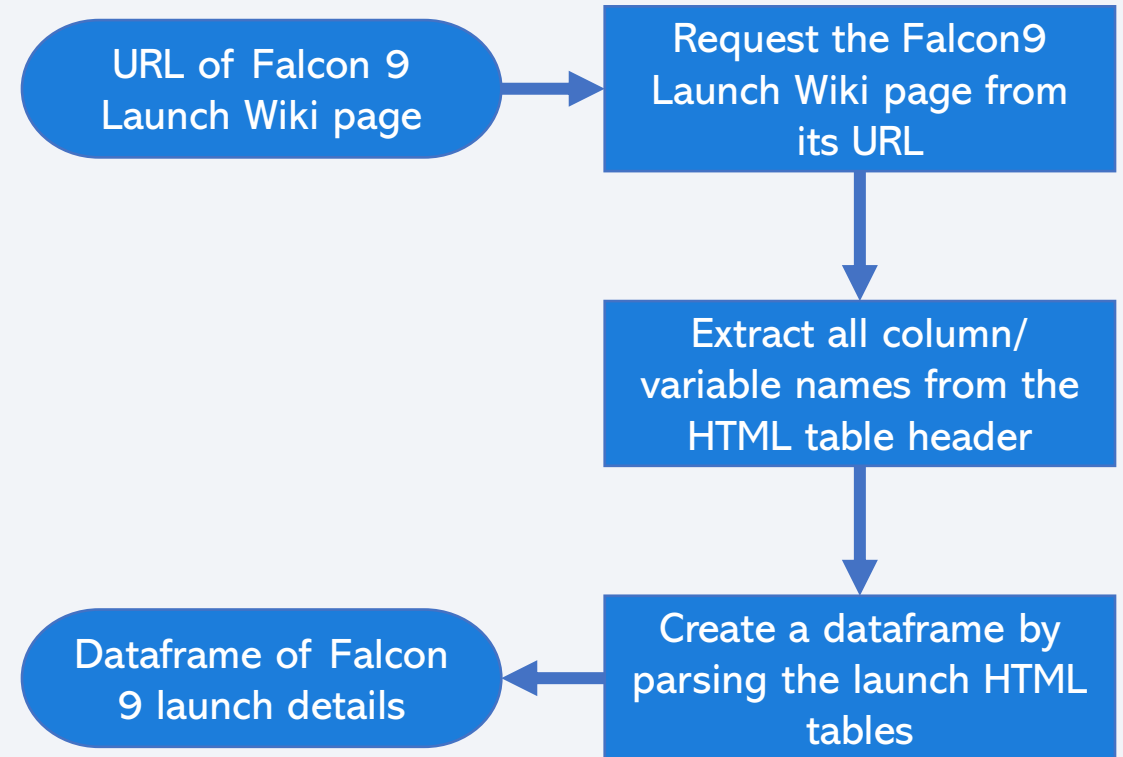 URL of Falcon 9
Launch Wiki page
Request the Falcon9
Launch Wiki page from
its URL
Extract all column/
variable names from the
HTML table header
Create a dataframe by
parsing the launch HTML
tables
Dataframe of Falcon
9 launch details